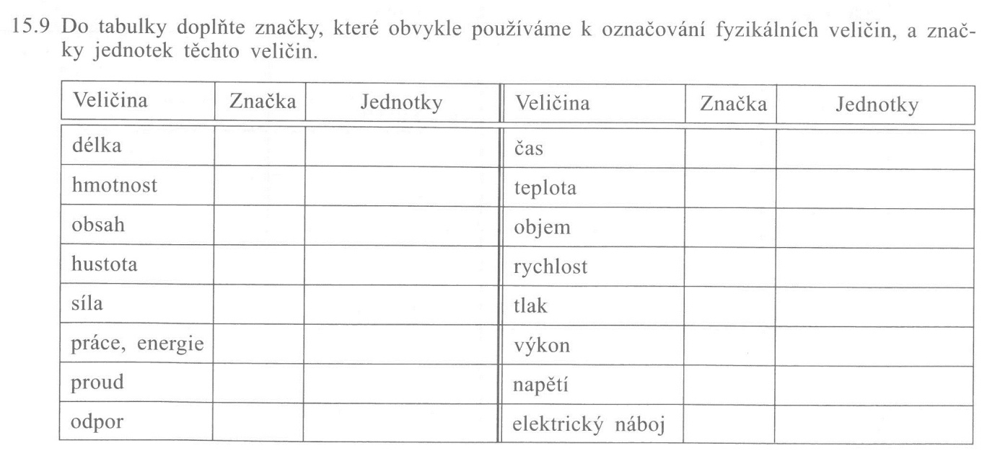 15.9 Do tabulky doplňte značky, které obvykle používáme k označování fyzikálních veličin, a znač-
ky jednotek těchto veličin.
Veličina Značka Jednotky Veličina Značka Jednotky
délka čas
hmotnost teplota
obsah objem
hustota rychlost
síla tlak
práce, energie výkon
proud napětí
odpor elektrický náboj